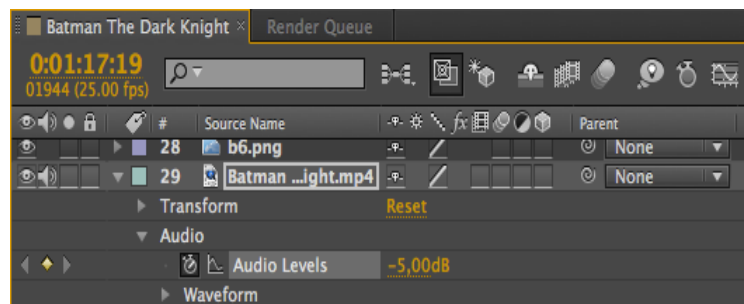 Batman The Dark Knight × Render Queue
0:01:17:19
01944 (25.00 fps)
# Source Name fx Parent
28 b6.png None
29 Batman ...ight.mp4 None
Transform Reset
Audio
Audio Levels -5,00dB
Waveform